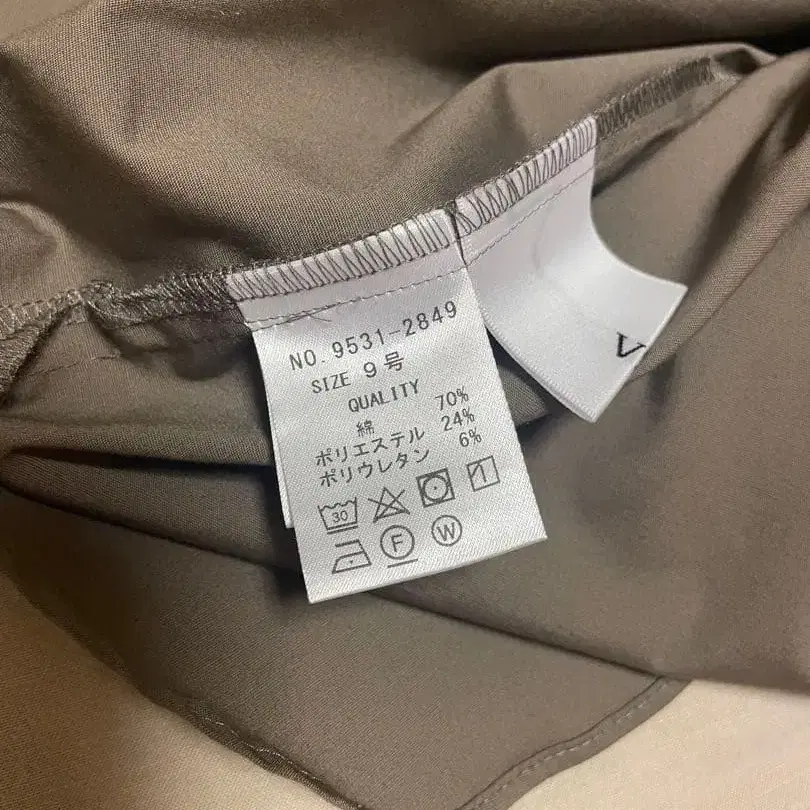 NO.9531-2849
SIZE 9号
QUALITY
綿 70%
ポリエステル 24%
ポリウレタン 6%
30
F W
V